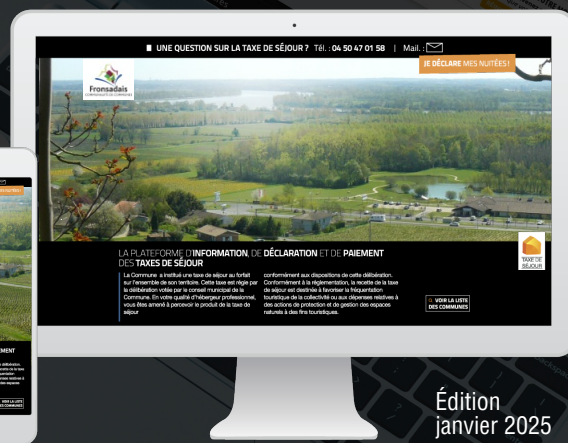 UNE QUESTION SUR LA TAXE DE SÉJOUR ? Tél. : 04 50 47 01 58 | Mail. :
JE DÉCLARE MES NUITÉES !
Fronsadais
COMMUNAUTÉ DE COMMUNES
LA PLATEFORME D'INFORMATION, DE DÉCLARATION ET DE PAIEMENT
DES TAXES DE SÉJOUR
La Commune a institué une taxe de séjour au forfait
sur l'ensemble de son territoire. Cette taxe est régie par
la délibération votée par le conseil municipal de la
Commune. En votre qualité d'hébergeur professionnel,
vous êtes amené à percevoir le produit de la taxe de
séjour
conformément aux dispositions de cette délibération.
Conformément à la réglementation, la recette de la taxe
de séjour est destinée à favoriser la fréquentation
touristique de la collectivité ou aux dépenses relatives à
des actions de protection et de gestion des espaces
naturels à des fins touristiques.
TAXE DE
SÉJOUR
VOIR LA LISTE
DES COMMUNES
Édition
janvier 2025